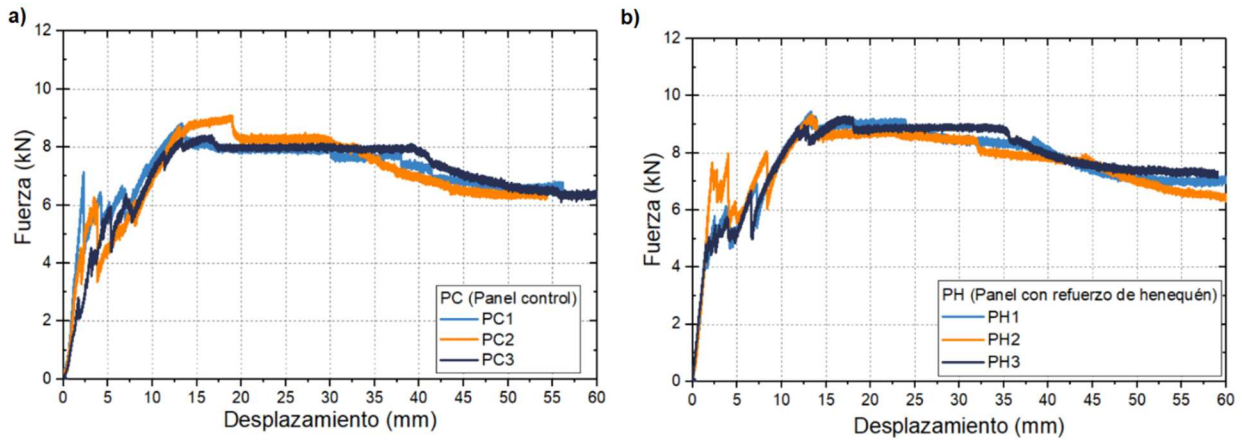 a)
Fuerza (kN)
12
10
8
6
4
2
0
0 5 10 15 20 25 30 35 40 45 50 55 60
Desplazamiento (mm)
PC (Panel control)
PC1
PC2
PC3
b)
Fuerza (kN)
12
10
8
6
4
2
0
0 5 10 15 20 25 30 35 40 45 50 55 60
Desplazamiento (mm)
PH (Panel con refuerzo de henequén)
PH1
PH2
PH3